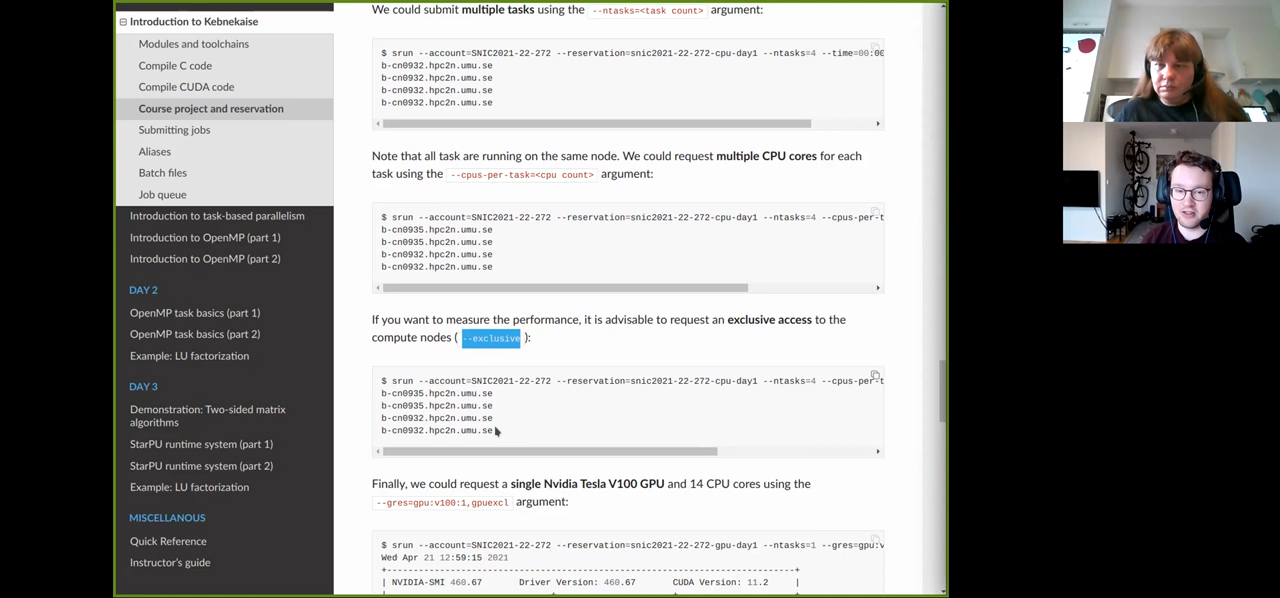 Introduction to Kebnekaise
Modules and toolchains
Compile C code
Compile CUDA code
Course project and reservation
Submitting jobs
Aliases
Batch files
Job queue
Introduction to task-based parallelism
Introduction to OpenMP (part 1)
Introduction to OpenMP (part 2)
DAY 2
OpenMP task basics (part 1)
OpenMP task basics (part 2)
Example: LU factorization
DAY 3
Demonstration: Two-sided matrix
algorithms
StarPU runtime system (part 1)
StarPU runtime system (part 2)
Example: LU factorization
MISCELLANOUS
Quick Reference
Instructor's guide
We could submit multiple tasks using the --ntasks=<task count> argument:
$ srun --account=SNIC2021-22-272 --reservation=snic2021-22-272-cpu-day1 --ntasks=4 --time=00:00
b-cn0932.hpc2n.umu.se
b-cn0932.hpc2n.umu.se
b-cn0932.hpc2n.umu.se
b-cn0932.hpc2n.umu.se
Note that all task are running on the same node. We could request multiple CPU cores for each
task using the --cpus-per-task=<cpu count> argument:
$ srun --account=SNIC2021-22-272 --reservation=snic2021-22-272-cpu-day1 --ntasks=4 --cpus-per-t
b-cn0935.hpc2n.umu.se
b-cn0935.hpc2n.umu.se
b-cn0932.hpc2n.umu.se
b-cn0932.hpc2n.umu.se
If you want to measure the performance, it is advisable to request an exclusive access to the
compute nodes ( --exclusive ):
$ srun --account=SNIC2021-22-272 --reservation=snic2021-22-272-cpu-day1 --ntasks=4 --cpus-per-t
b-cn0935.hpc2n.umu.se
b-cn0935.hpc2n.umu.se
b-cn0932.hpc2n.umu.se
b-cn0932.hpc2n.umu.se
Finally, we could request a single Nvidia Tesla V100 GPU and 14 CPU cores using the
--gres=gpu:v100:1,gpuexcl argument:
$ srun --account=SNIC2021-22-272 --reservation=snic2021-22-272-gpu-day1 --ntasks=1 --gres=gpu:v
Wed Apr 21 12:59:15 2021
+-----------------------------------------------------------------------------+
| NVIDIA-SMI 460.67 Driver Version: 460.67 CUDA Version: 11.2 |